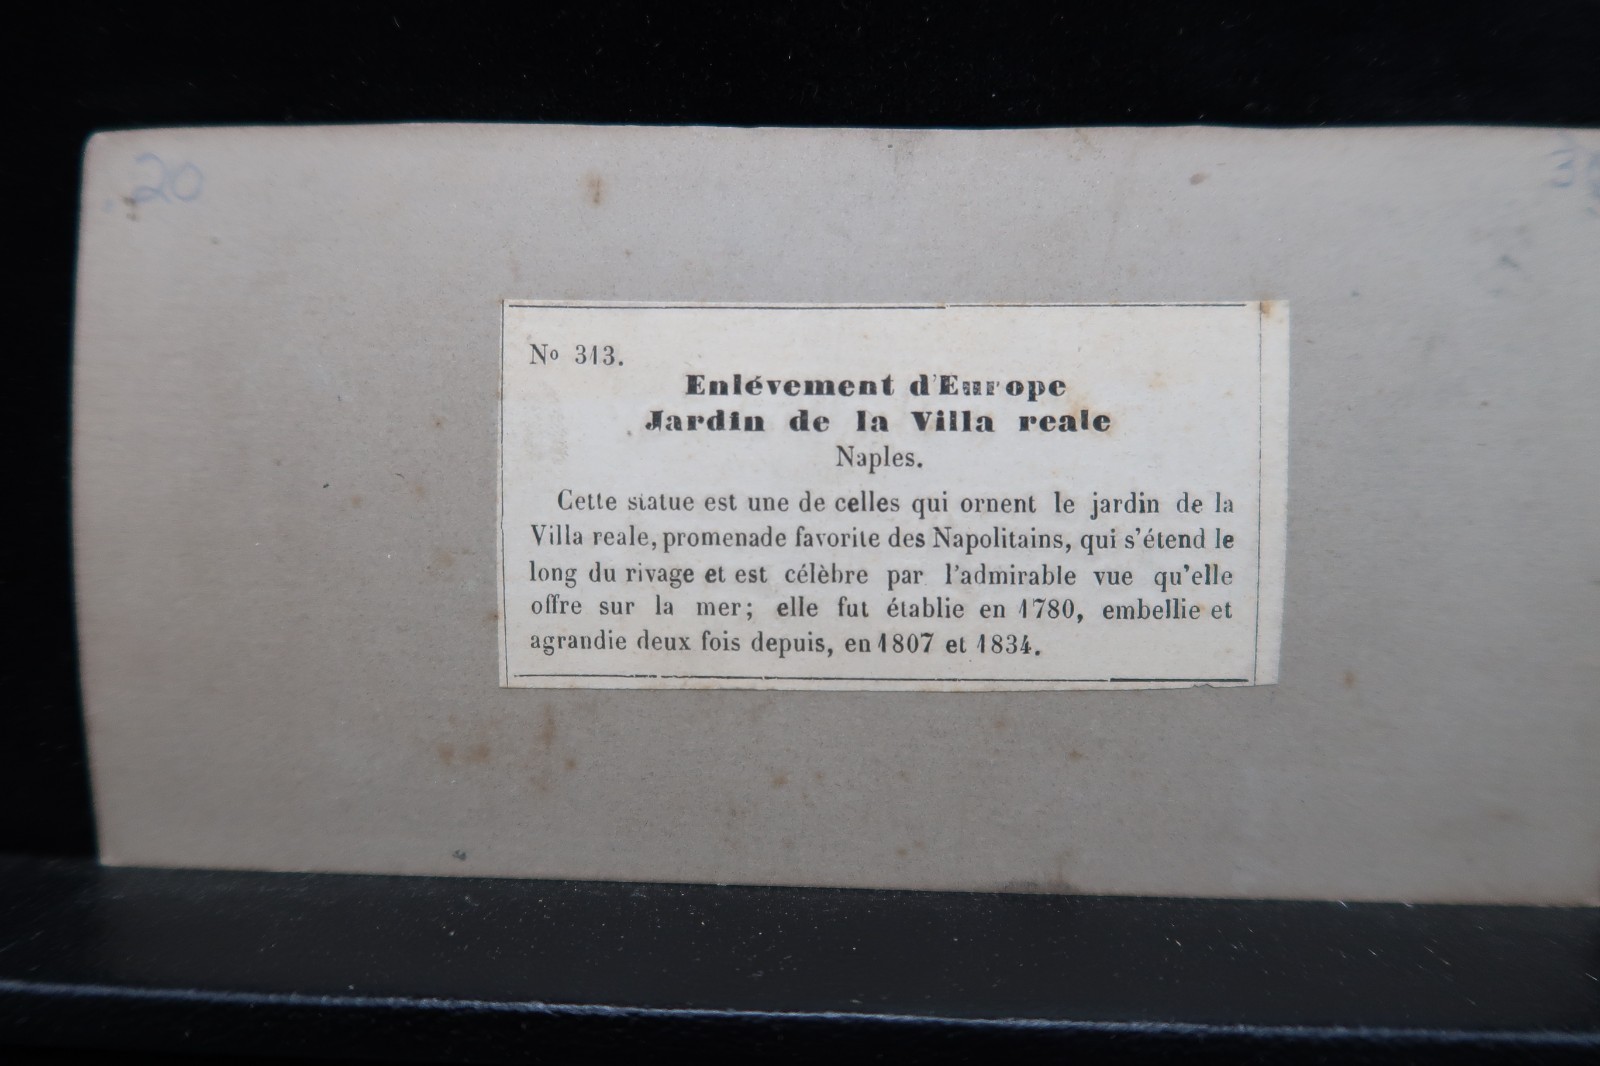 20
No 313.
Enlévement d'Europe
Jardin de la Villa reale
Naples.
Cette statue est une de celles qui ornent le jardin de la
Villa reale, promenade favorite des Napolitains, qui s'étend le
long du rivage et est célèbre par l'admirable vue qu'elle
offre sur la mer; elle fut établie en 1780, embellie et
agrandie deux fois depuis, en 1807 et 1834.